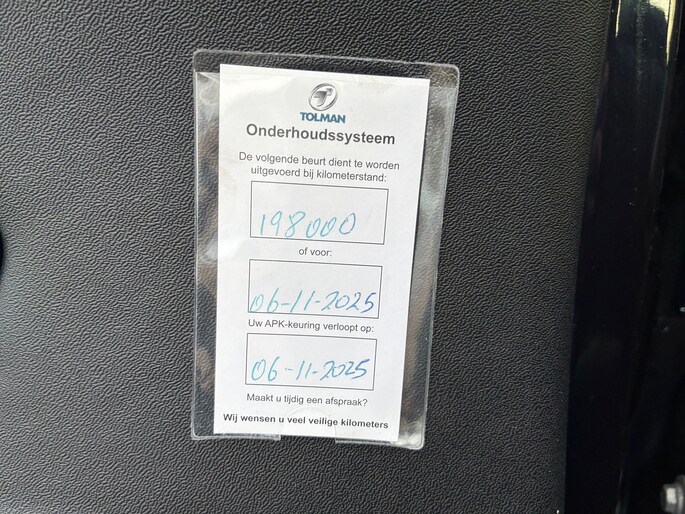 TOLMAN
Onderhoudssysteem
De volgende beurt dient te worden
uitgevoerd bij kilometerstand:
198000
of voor:
06-11-2025
Uw APK-keuring verloopt op:
06-11-2025
Maakt u tijdig een afspraak?
Wij wensen u veel veilige kilometers